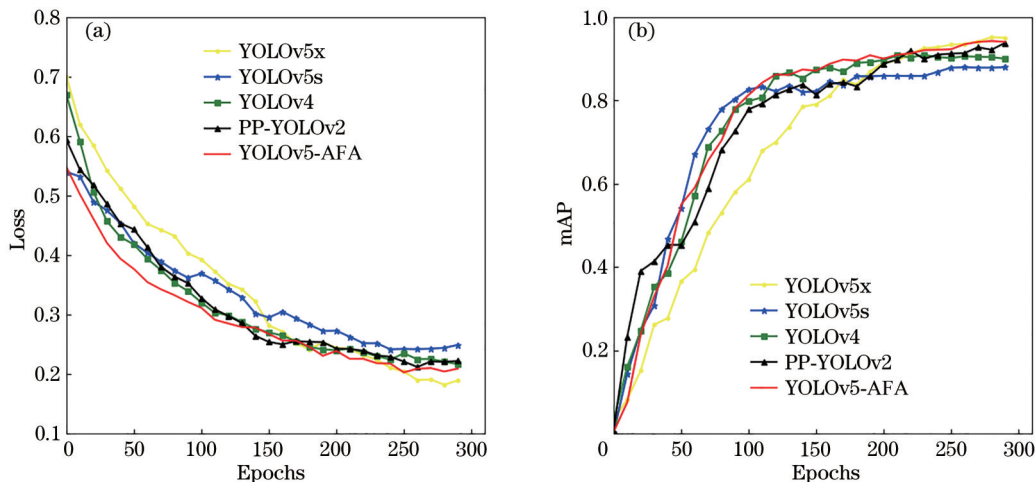 (a)
YOLOv5x
YOLOv5s
YOLOv4
PP-YOLOv2
YOLOv5-AFA
0.8
0.7
0.6
0.5
0.4
0.3
0.2
0.1
Loss
0 50 100 150 200 250 300
Epochs
(b)
YOLOv5x
YOLOv5s
YOLOv4
PP-YOLOv2
YOLOv5-AFA
1.0
0.8
0.6
0.4
0.2
mAP
0 50 100 150 200 250 300
Epochs